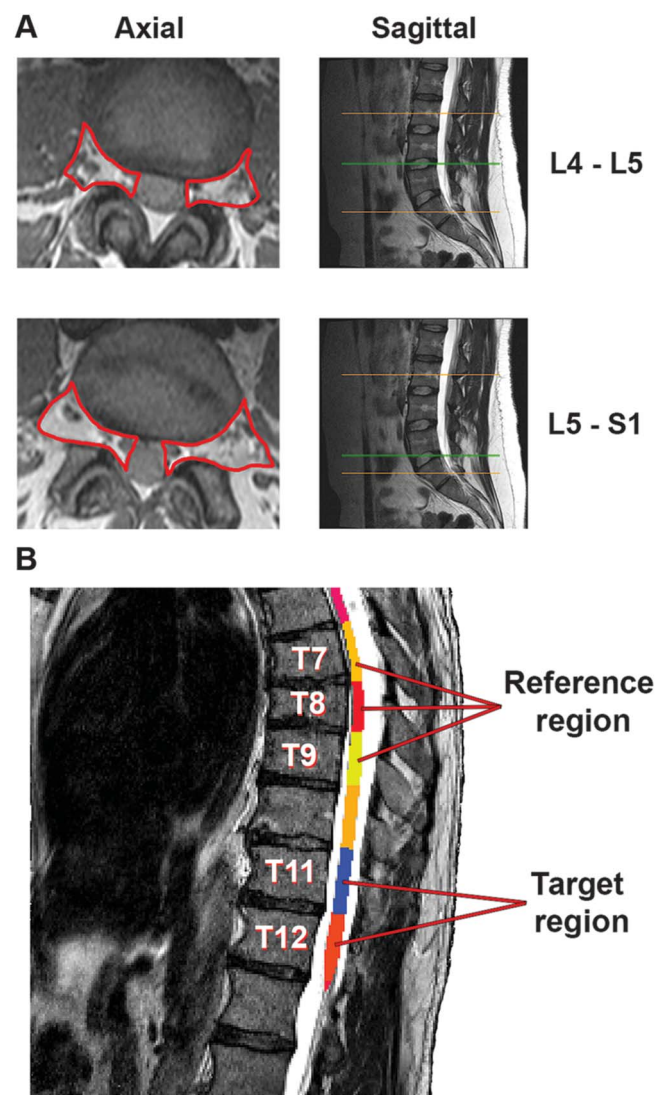 A
Axial
Sagittal
L4 - L5
L5 - S1
B
T7
T8
T9
T11
T12
Reference
region
Target
region